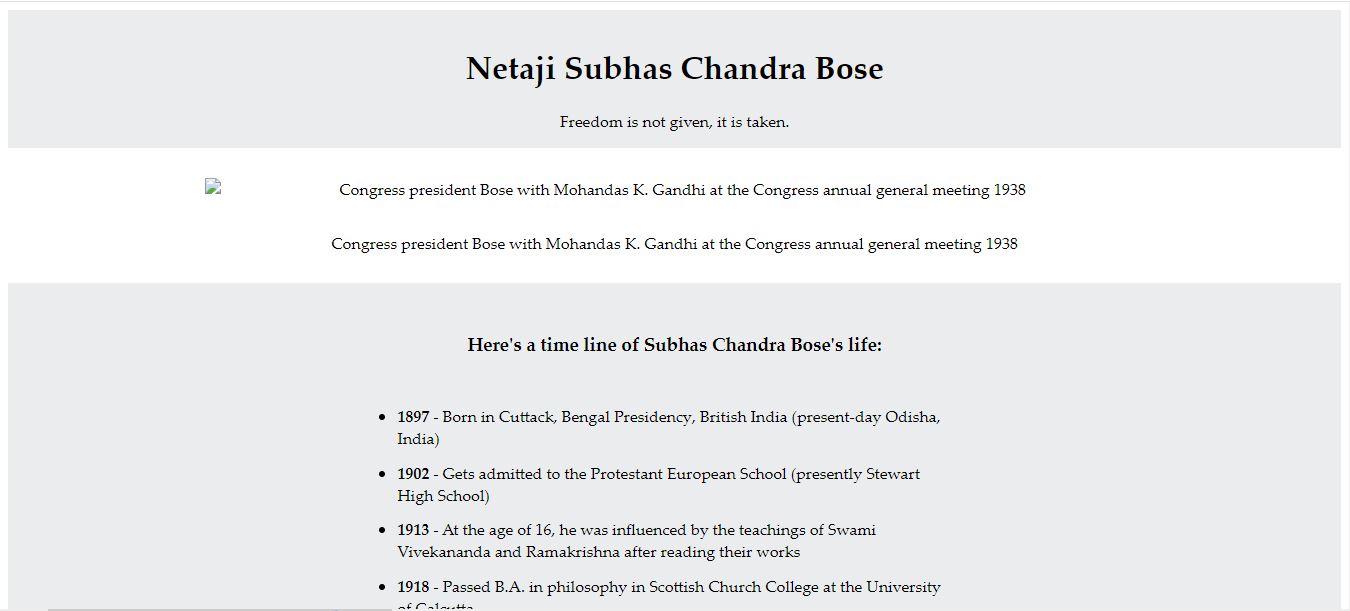 Netaji Subhas Chandra Bose
Freedom is not given, it is taken.
Congress president Bose with Mohandas K. Gandhi at the Congress annual general meeting 1938
Congress president Bose with Mohandas K. Gandhi at the Congress annual general meeting 1938
Here's a time line of Subhas Chandra Bose's life:
• 1897 - Born in Cuttack, Bengal Presidency, British India (present-day Odisha,
India)
• 1902 - Gets admitted to the Protestant European School (presently Stewart
High School)
• 1913 - At the age of 16, he was influenced by the teachings of Swami
Vivekananda and Ramakrishna after reading their works
• 1918 - Passed B.A. in philosophy in Scottish Church College at the University
of Calcutta